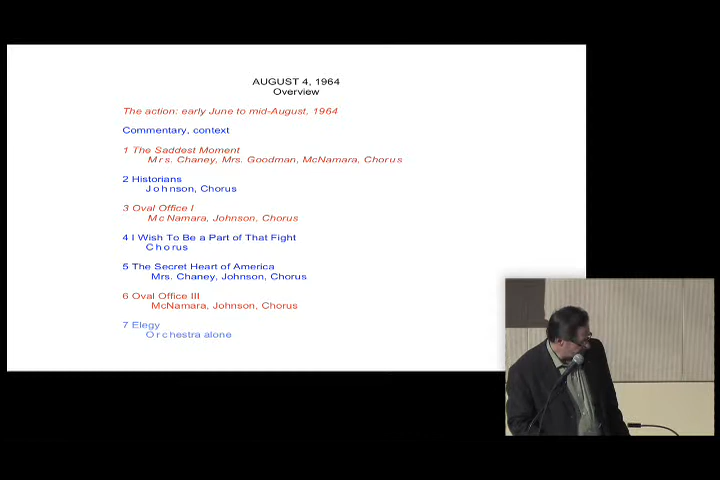 AUGUST 4, 1964
Overview
The action: early June to mid-August, 1964
Commentary, context
1 The Saddest Moment
Mrs. Chaney, Mrs. Goodman, McNamara, Chorus
2 Historians
Johnson, Chorus
3 Oval Office I
McNamara, Johnson, Chorus
4 I Wish To Be a Part of That Fight
Chorus
5 The Secret Heart of America
Mrs. Chaney, Johnson, Chorus
6 Oval Office III
McNamara, Johnson, Chorus
7 Elegy
Orchestra alone